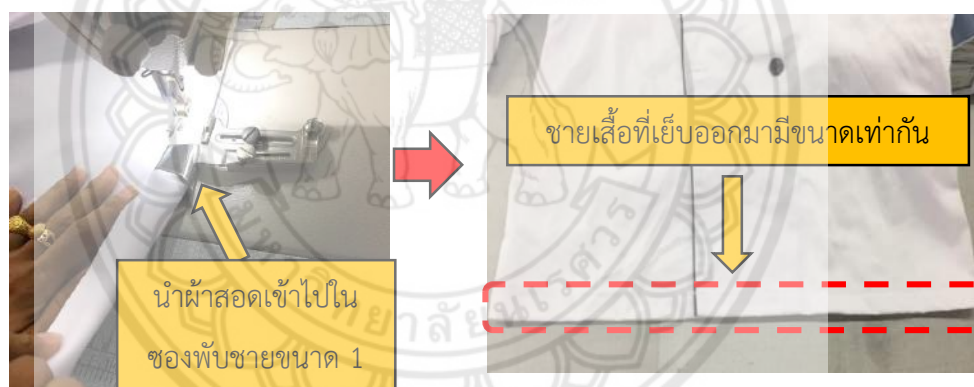 นำผ้าสอดเข้าไปใน
ซองพับชายขนาด 1
ชายเสื้อที่เย็บออกมามีขนาดเท่ากัน